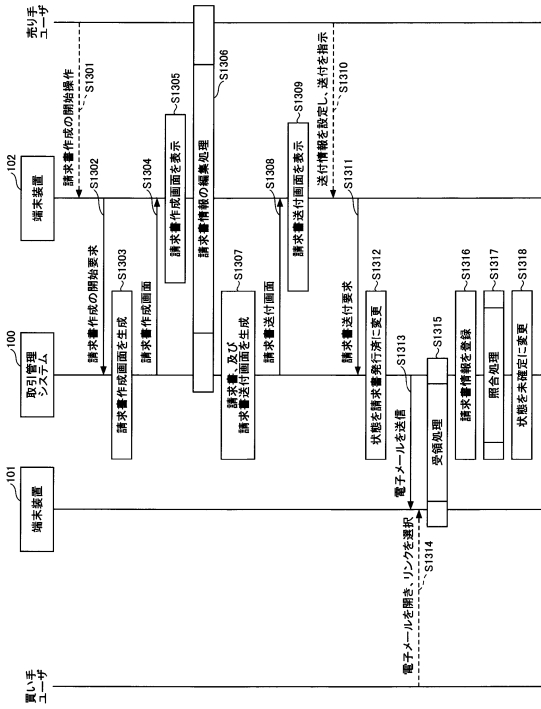 買い手
ユーザ
101
端末装置
100
取引管理
システム
102
端末装置
売り手
ユーザ
請求書作成の開始操作
S1301
請求書作成の開始要求
S1302
請求書作成画面を生成
S1303
請求書作成画面
S1304
請求書作成画面を表示
S1305
請求書情報の編集処理
S1306
請求書、及び
請求書送付画面を生成
S1307
請求書送付画面
S1308
請求書送付画面を表示
S1309
送付情報を設定し、送付を指示
S1310
請求書送付要求
S1311
状態を請求書発行済に変更
S1312
電子メールを送信
S1313
電子メールを開き、リンクを選択
S1314
受領処理
S1315
請求書情報を登録
S1316
照合処理
S1317
状態を未確定に変更
S1318